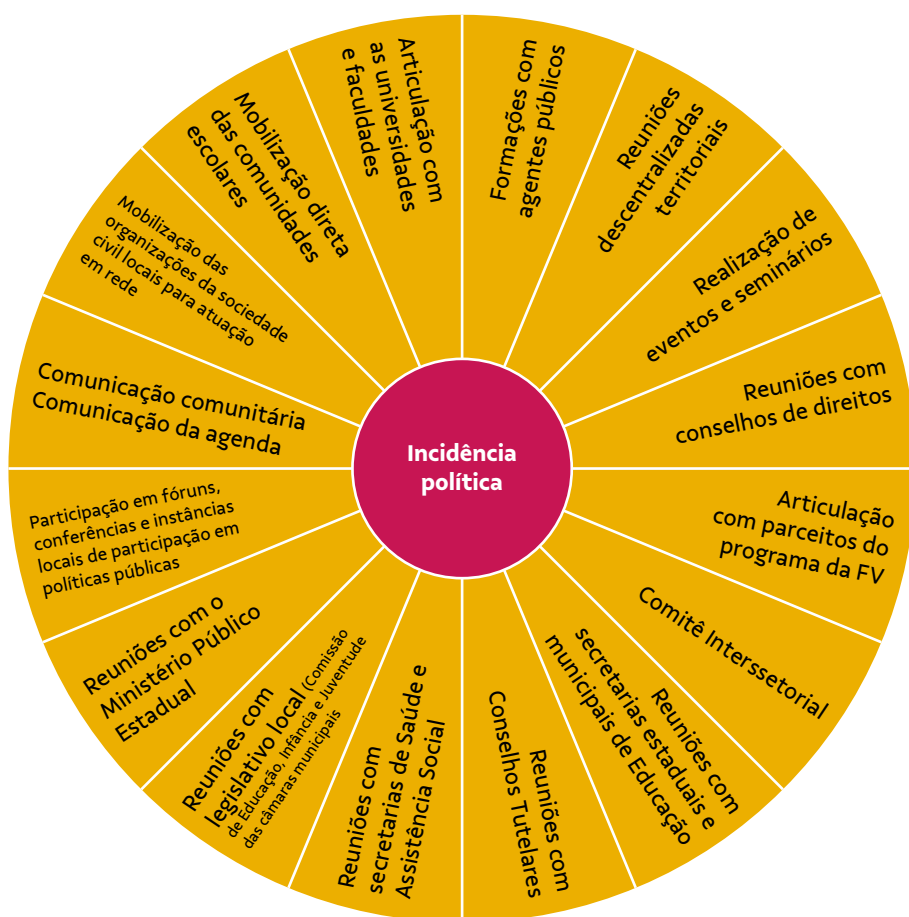 Incidência
política
Formações com
agentes públicos
Reuniões
descentralizadas
territoriais
Realização de
eventos e seminários
Reuniões com
conselhos de direitos
Articulação
com parceitos do
programa da FV
Comitê Interssetorial
Reuniões com
secretarias estaduais e
municipais de Educação
Reuniões com
Conselhos Tutelares
Reuniões com
secretarias de Saúde e
Assistência Social
Reuniões com
legislativo local (Comissão
de Educação, Infância e Juventude
das câmaras municipais
Reuniões com o
Ministério Público
Estadual
Participação em fóruns,
conferências e instâncias
locais de participação em
políticas públicas
Comunicação comunitária
Comunicação da agenda
Mobilização das
organizações da sociedade
civil locais para atuação
em rede
Mobilização direta
das comunidades
escolares
Articulação com
as universidades
e faculdades